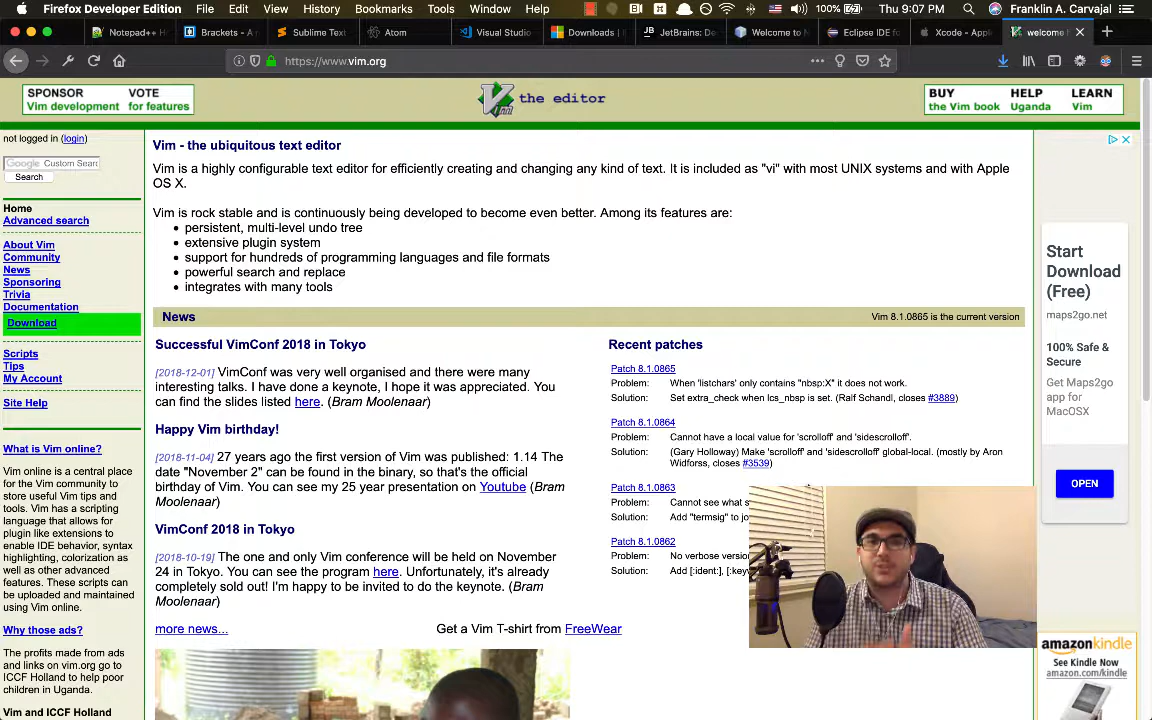 Firefox Developer Edition File Edit View History Bookmarks Tools Window Help 100% Thu 9:07 PM Franklin A. Carvajal
Notepad++ H Brackets - A Sublime Text Atom Visual Studio Downloads | JetBrains: De Welcome to N Eclipse IDE fo Xcode - Apple welcome
https://www.vim.org
SPONSOR VOTE
Vim development for features
the editor
BUY HELP LEARN
the Vim book Uganda Vim
not logged in (login)
Google Custom Searc
Search
Home
Advanced search
About Vim
Community
News
Sponsoring
Trivia
Documentation
Download
Scripts
Tips
My Account
Site Help
What is Vim online?
Vim online is a central place
for the Vim community to
store useful Vim tips and
tools. Vim has a scripting
language that allows for
plugin like extensions to
enable IDE behavior, syntax
highlighting, colorization
as well as other advanced
features. These scripts can
be uploaded and maintained
using Vim online.
Why those ads?
The profits made from ads
and links on vim.org go to
ICCF Holland to help poor
children in Uganda.
Vim and ICCF Holland
Vim - the ubiquitous text editor
Vim is a highly configurable text editor for efficiently creating and changing any kind of text. It is included as "vi" with most UNIX systems and with Apple
OS X.
Vim is rock stable and is continuously being developed to become even better. Among its features are:
• persistent, multi-level undo tree
• extensive plugin system
• support for hundreds of programming languages and file formats
• powerful search and replace
• integrates with many tools
News Vim 8.1.0865 is the current version
Successful VimConf 2018 in Tokyo
[2018-12-01] VimConf was very well organised and there were many
interesting talks. I have done a keynote, I hope it was appreciated. You
can find the slides listed here. (Bram Moolenaar)
Happy Vim birthday!
[2018-11-04] 27 years ago the first version of Vim was published: 1.14 The
date "November 2" can be found in the binary, so that's the official
birthday of Vim. You can see my 25 year presentation on Youtube (Bram
Moolenaar)
VimConf 2018 in Tokyo
[2018-10-19] The one and only Vim conference will be held on November
24 in Tokyo. You can see the program here. Unfortunately, it's already
completely sold out! I'm happy to be invited to do the keynote. (Bram
Moolenaar)
more news...
Get a Vim T-shirt from FreeWear
Recent patches
Patch 8.1.0865
Problem: When 'listchars' only contains "nbsp:X" it does not work.
Solution: Set extra_check when lcs_nbsp is set. (Ralf Schandl, closes #3889)
Patch 8.1.0864
Problem: Cannot have a local value for 'scrolloff' and 'sidescrolloff'.
Solution: (Gary Holloway) Make 'scrolloff' and 'sidescrolloff' global-local. (mostly by Aron
Widforss, closes #3539)
Patch 8.1.0863
Problem: Cannot see what s
Solution: Add "termsig" to jo
Patch 8.1.0862
Problem: No verbose versio
Solution: Add [:ident:], [:key
Start
Download
(Free)
maps2go.net
100% Safe &
Secure
Get Maps2go
app for
MacOSX
OPEN
amazonkindle
See Kindle Now
amazon.com/kindle